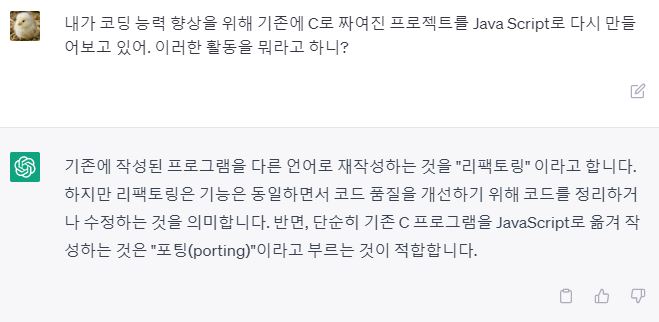 내가 코딩 능력 향상을 위해 기존에 C로 짜여진 프로젝트를 Java Script로 다시 만들
어보고 있어. 이러한 활동을 뭐라고 하니?
기존에 작성된 프로그램을 다른 언어로 재작성하는 것을 "리팩토링" 이라고 합니다.
하지만 리팩토링은 기능은 동일하면서 코드 품질을 개선하기 위해 코드를 정리하거
나 수정하는 것을 의미합니다. 반면, 단순히 기존 C 프로그램을 JavaScript로 옮겨 작
성하는 것은 "포팅(porting)"이라고 부르는 것이 적합합니다.